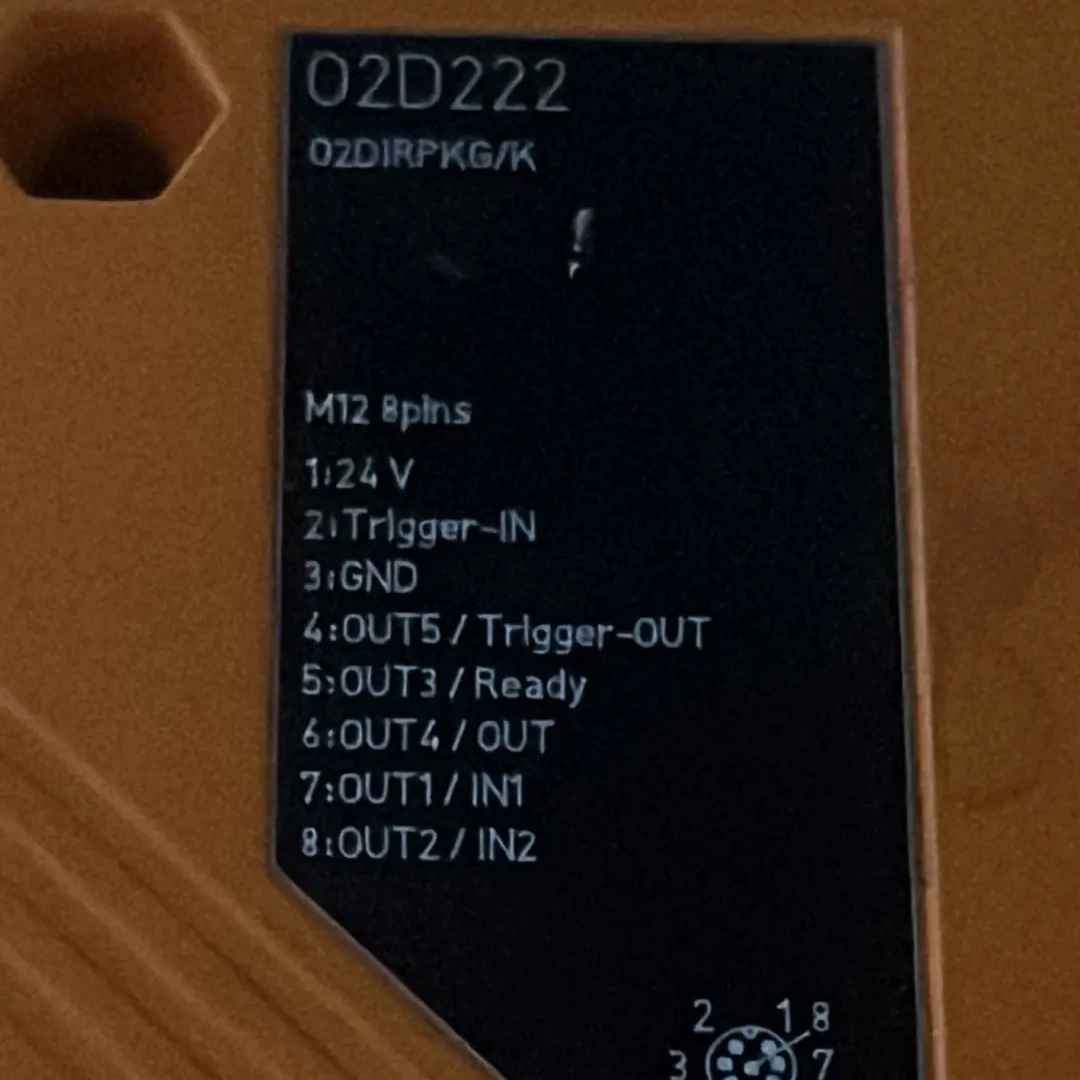 O2D222
O2DIRPKG/K
M12 8pins
1:24 V
2:Trigger-IN
3:GND
4:OUT5 / Trigger-OUT
5:OUT3 / Ready
6:OUT4 / OUT
7:OUT1 / IN1
8:OUT2 / IN2
2 1 8
3 7